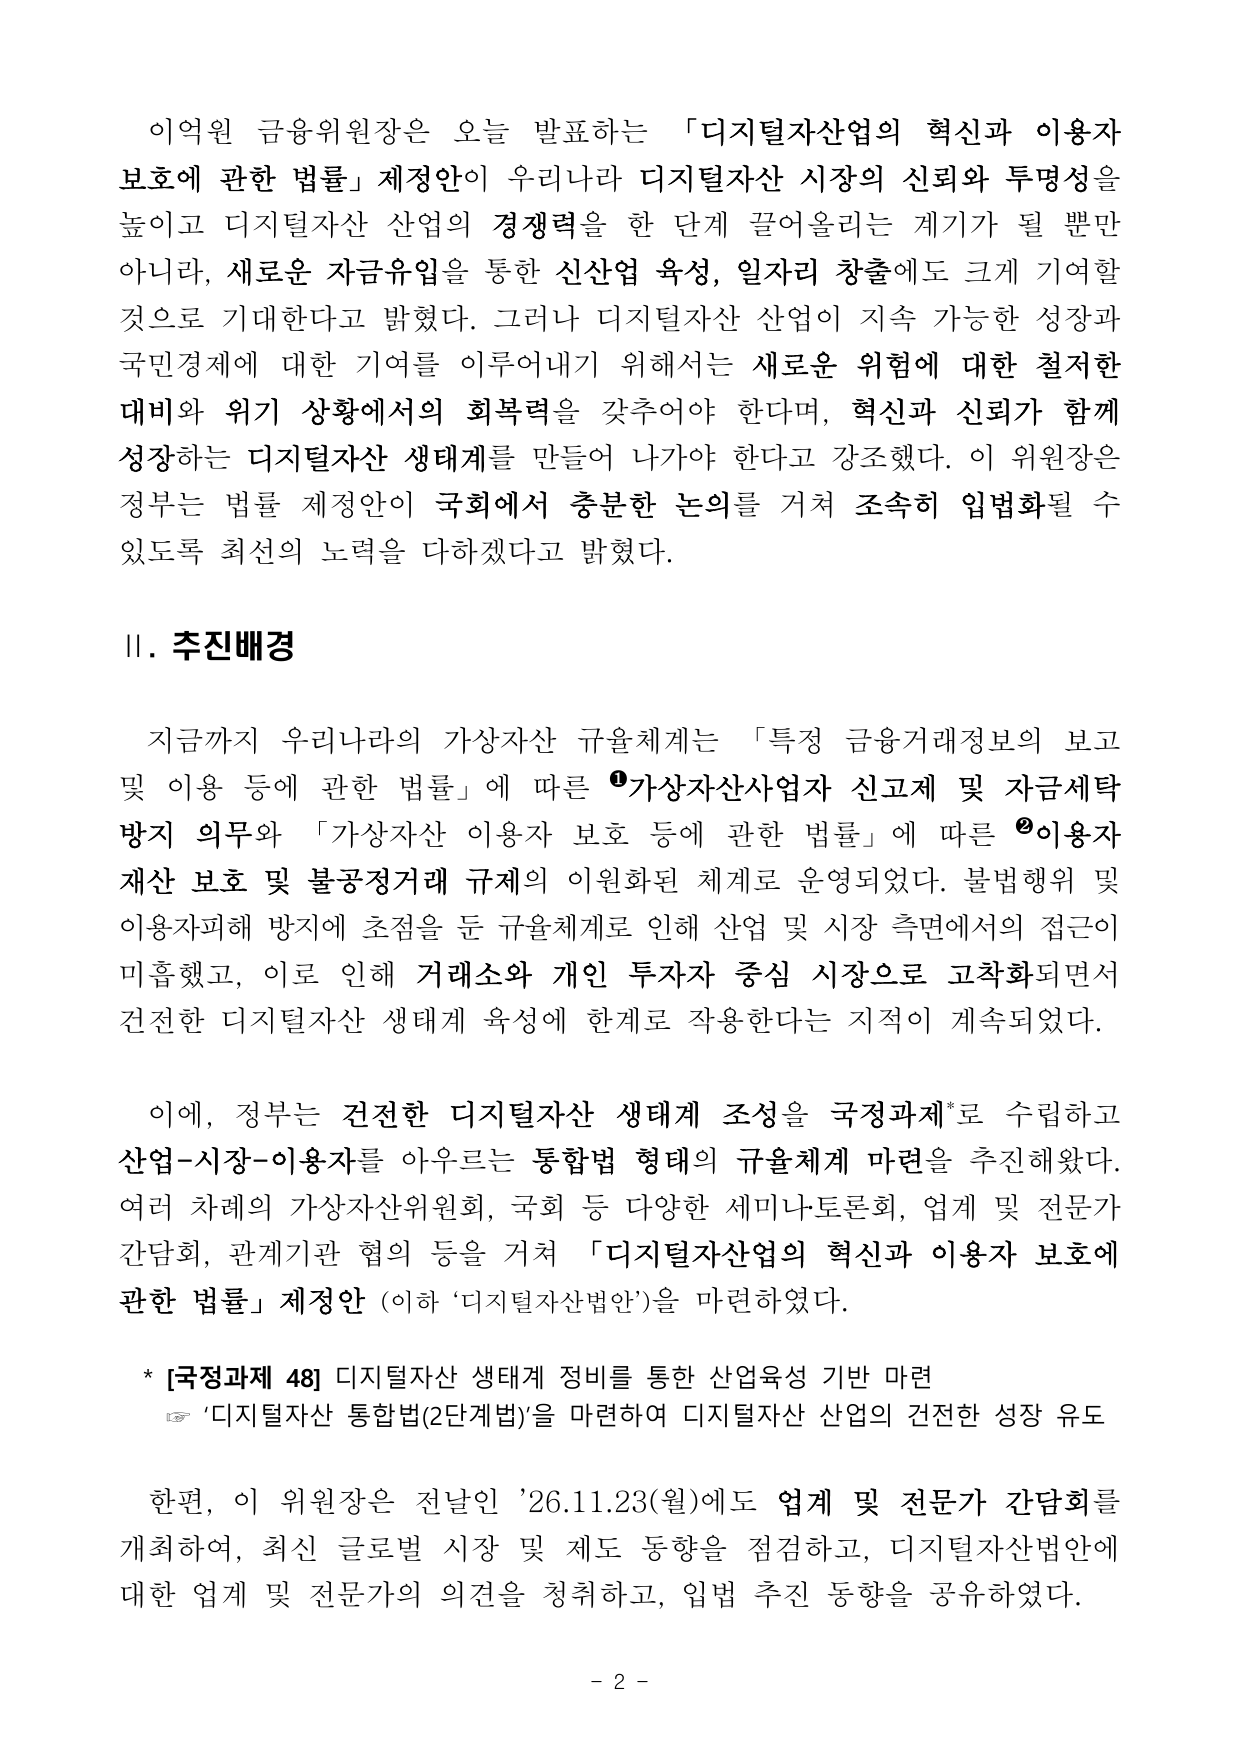 이억원 금융위원장은 오늘 발표하는 「디지털자산업의 혁신과 이용자
보호에 관한 법률」 제정안이 우리나라 디지털자산 시장의 신뢰와 투명성을
높이고 디지털자산 산업의 경쟁력을 한 단계 끌어올리는 계기가 될 뿐만
아니라, 새로운 자금유입을 통한 신산업 육성, 일자리 창출에도 크게 기여할
것으로 기대한다고 밝혔다. 그러나 디지털자산 산업이 지속 가능한 성장과
국민경제에 대한 기여를 이루어내기 위해서는 새로운 위험에 대한 철저한
대비와 위기 상황에서의 회복력을 갖추어야 한다며, 혁신과 신뢰가 함께
성장하는 디지털자산 생태계를 만들어 나가야 한다고 강조했다. 이 위원장은
정부는 법률 제정안이 국회에서 충분한 논의를 거쳐 조속히 입법화될 수
있도록 최선의 노력을 다하겠다고 밝혔다.
Ⅱ. 추진배경
지금까지 우리나라의 가상자산 규율체계는 「특정 금융거래정보의 보고
및 이용 등에 관한 법률」에 따른 ❶가상자산사업자 신고제 및 자금세탁
방지 의무와 「가상자산 이용자 보호 등에 관한 법률」에 따른 ❷이용자
재산 보호 및 불공정거래 규제의 이원화된 체계로 운영되었다. 불법행위 및
이용자피해 방지에 초점을 둔 규율체계로 인해 산업 및 시장 측면에서의 접근이
미흡했고, 이로 인해 거래소와 개인 투자자 중심 시장으로 고착화되면서
건전한 디지털자산 생태계 육성에 한계로 작용한다는 지적이 계속되었다.
이에, 정부는 건전한 디지털자산 생태계 조성을 국정과제*로 수립하고
산업-시장-이용자를 아우르는 통합법 형태의 규율체계 마련을 추진해왔다.
여러 차례의 가상자산위원회, 국회 등 다양한 세미나·토론회, 업계 및 전문가
간담회, 관계기관 협의 등을 거쳐 「디지털자산업의 혁신과 이용자 보호에
관한 법률」 제정안 (이하 ‘디지털자산법안’)을 마련하였다.
* [국정과제 48] 디지털자산 생태계 정비를 통한 산업육성 기반 마련
☞ ‘디지털자산 통합법(2단계법)’을 마련하여 디지털자산 산업의 건전한 성장 유도
한편, 이 위원장은 전날인 ’26.11.23(월)에도 업계 및 전문가 간담회를
개최하여, 최신 글로벌 시장 및 제도 동향을 점검하고, 디지털자산법안에
대한 업계 및 전문가의 의견을 청취하고, 입법 추진 동향을 공유하였다.
- 2 -